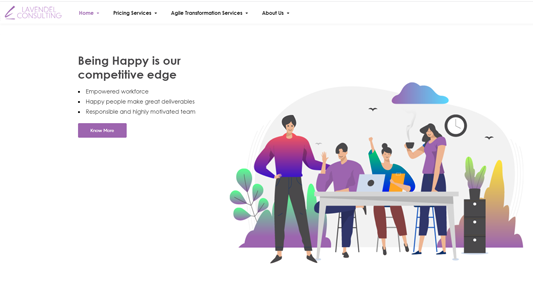 LAVENDEL
CONSULTING
Home
Pricing Services
Agile Transformation Services
About Us
Being Happy is our
competitive edge
Empowered workforce
Happy people make great deliverables
Responsible and highly motivated team
Know More